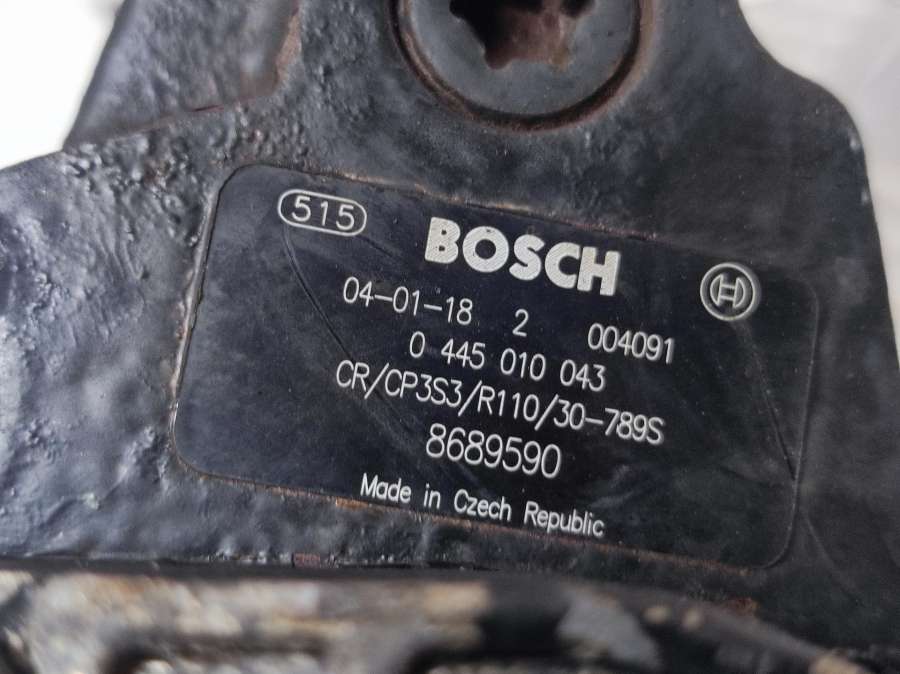 515
BOSCH
04-01-18 2 004091
0 445 010 043
CR/CP3S3/R110/30-789S
8689590
Made in Czech Republic